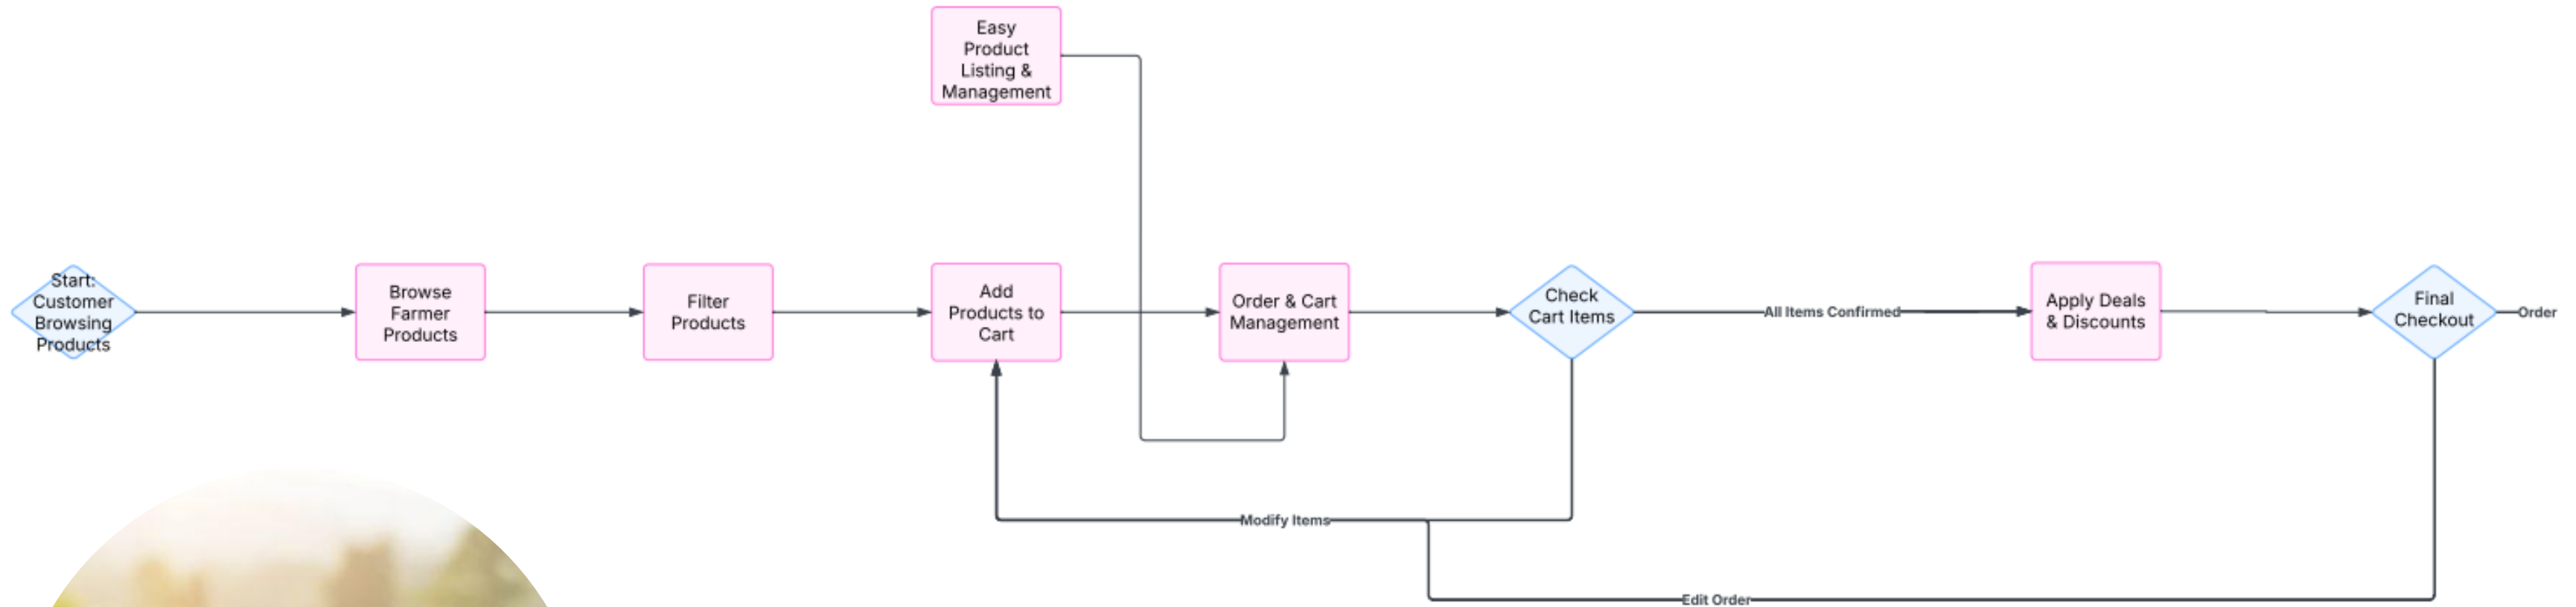 Easy
Product
Listing &
Management
Start:
Customer
Browsing
Products
Browse
Farmer
Products
Filter
Products
Add
Products to
Cart
Order & Cart
Management
Check
Cart Items
All Items Confirmed
Apply Deals
& Discounts
Final
Checkout
Order
Modify Items
Edit Order